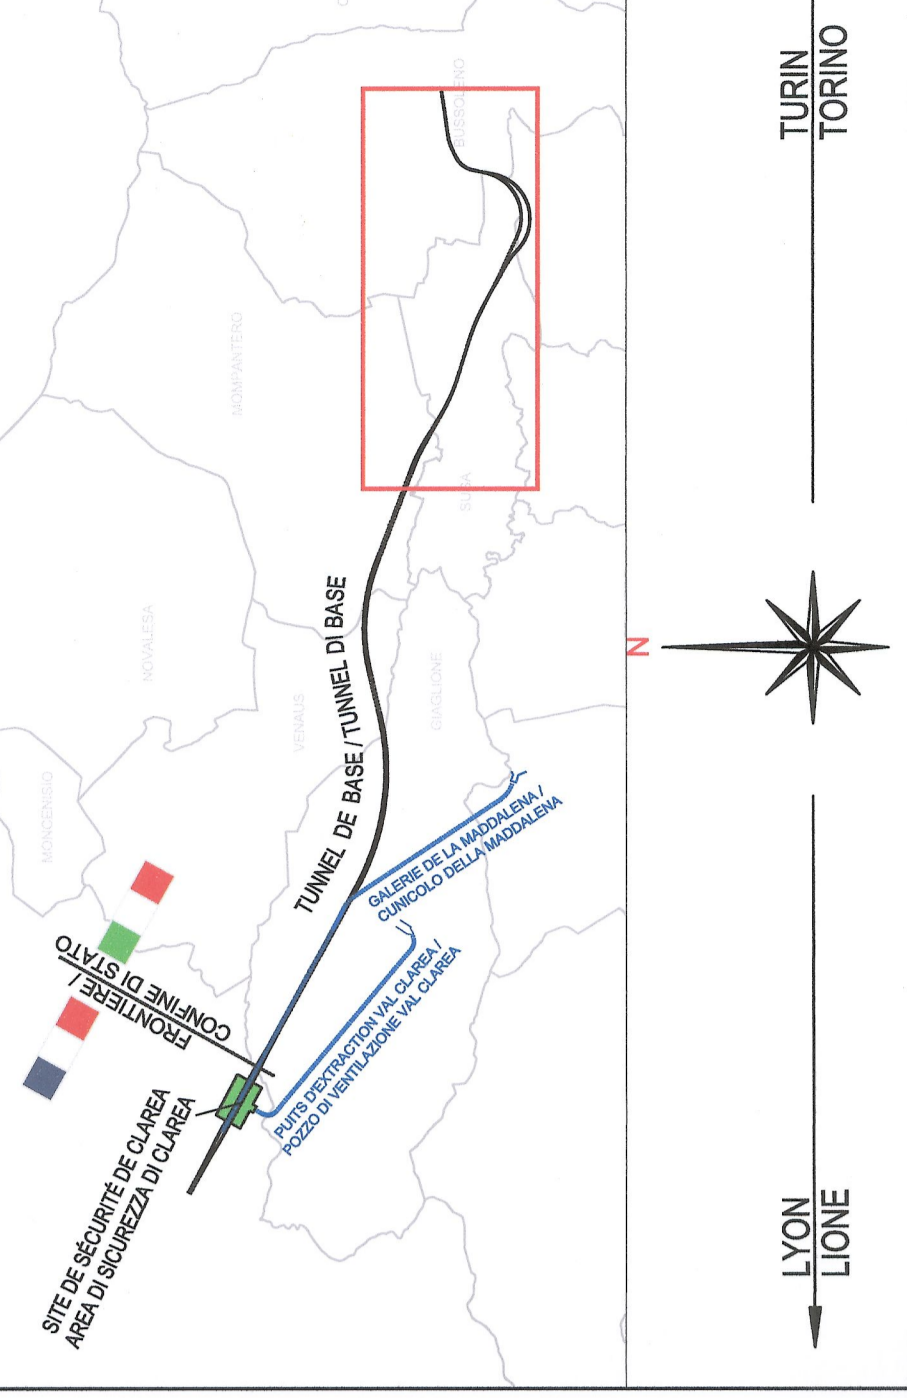 SITE DE SÉCURITÉ DE CLAREA
AREA DI SICUREZZA DI CLAREA
FRONTIERE /
CONFINE DI STATO
MONCENISIO
NOVALESA
MOMPANTERO
VENAUS
TUNNEL DE BASE / TUNNEL DI BASE
PUITS D'EXTRACTION VAL CLAREA /
POZZO DI VENTILAZIONE VAL CLAREA
GALERIE DE LA MADDALENA /
CUNICOLO DELLA MADDALENA
GIAGLIONE
SUSA
BUSSOLENO
N
LYON
LIONE
TURIN
TORINO